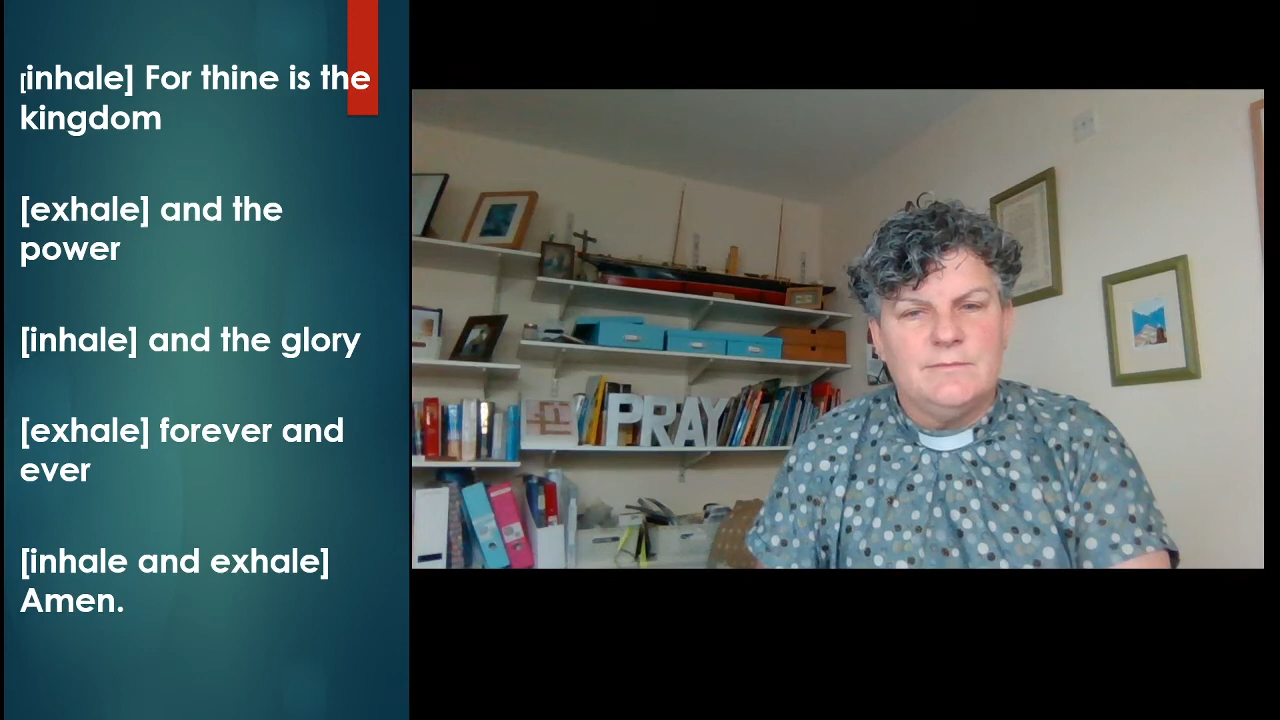 [inhale] For thine is the
kingdom
[exhale] and the
power
[inhale] and the glory
[exhale] forever and
ever
[inhale and exhale]
Amen.
PRAY